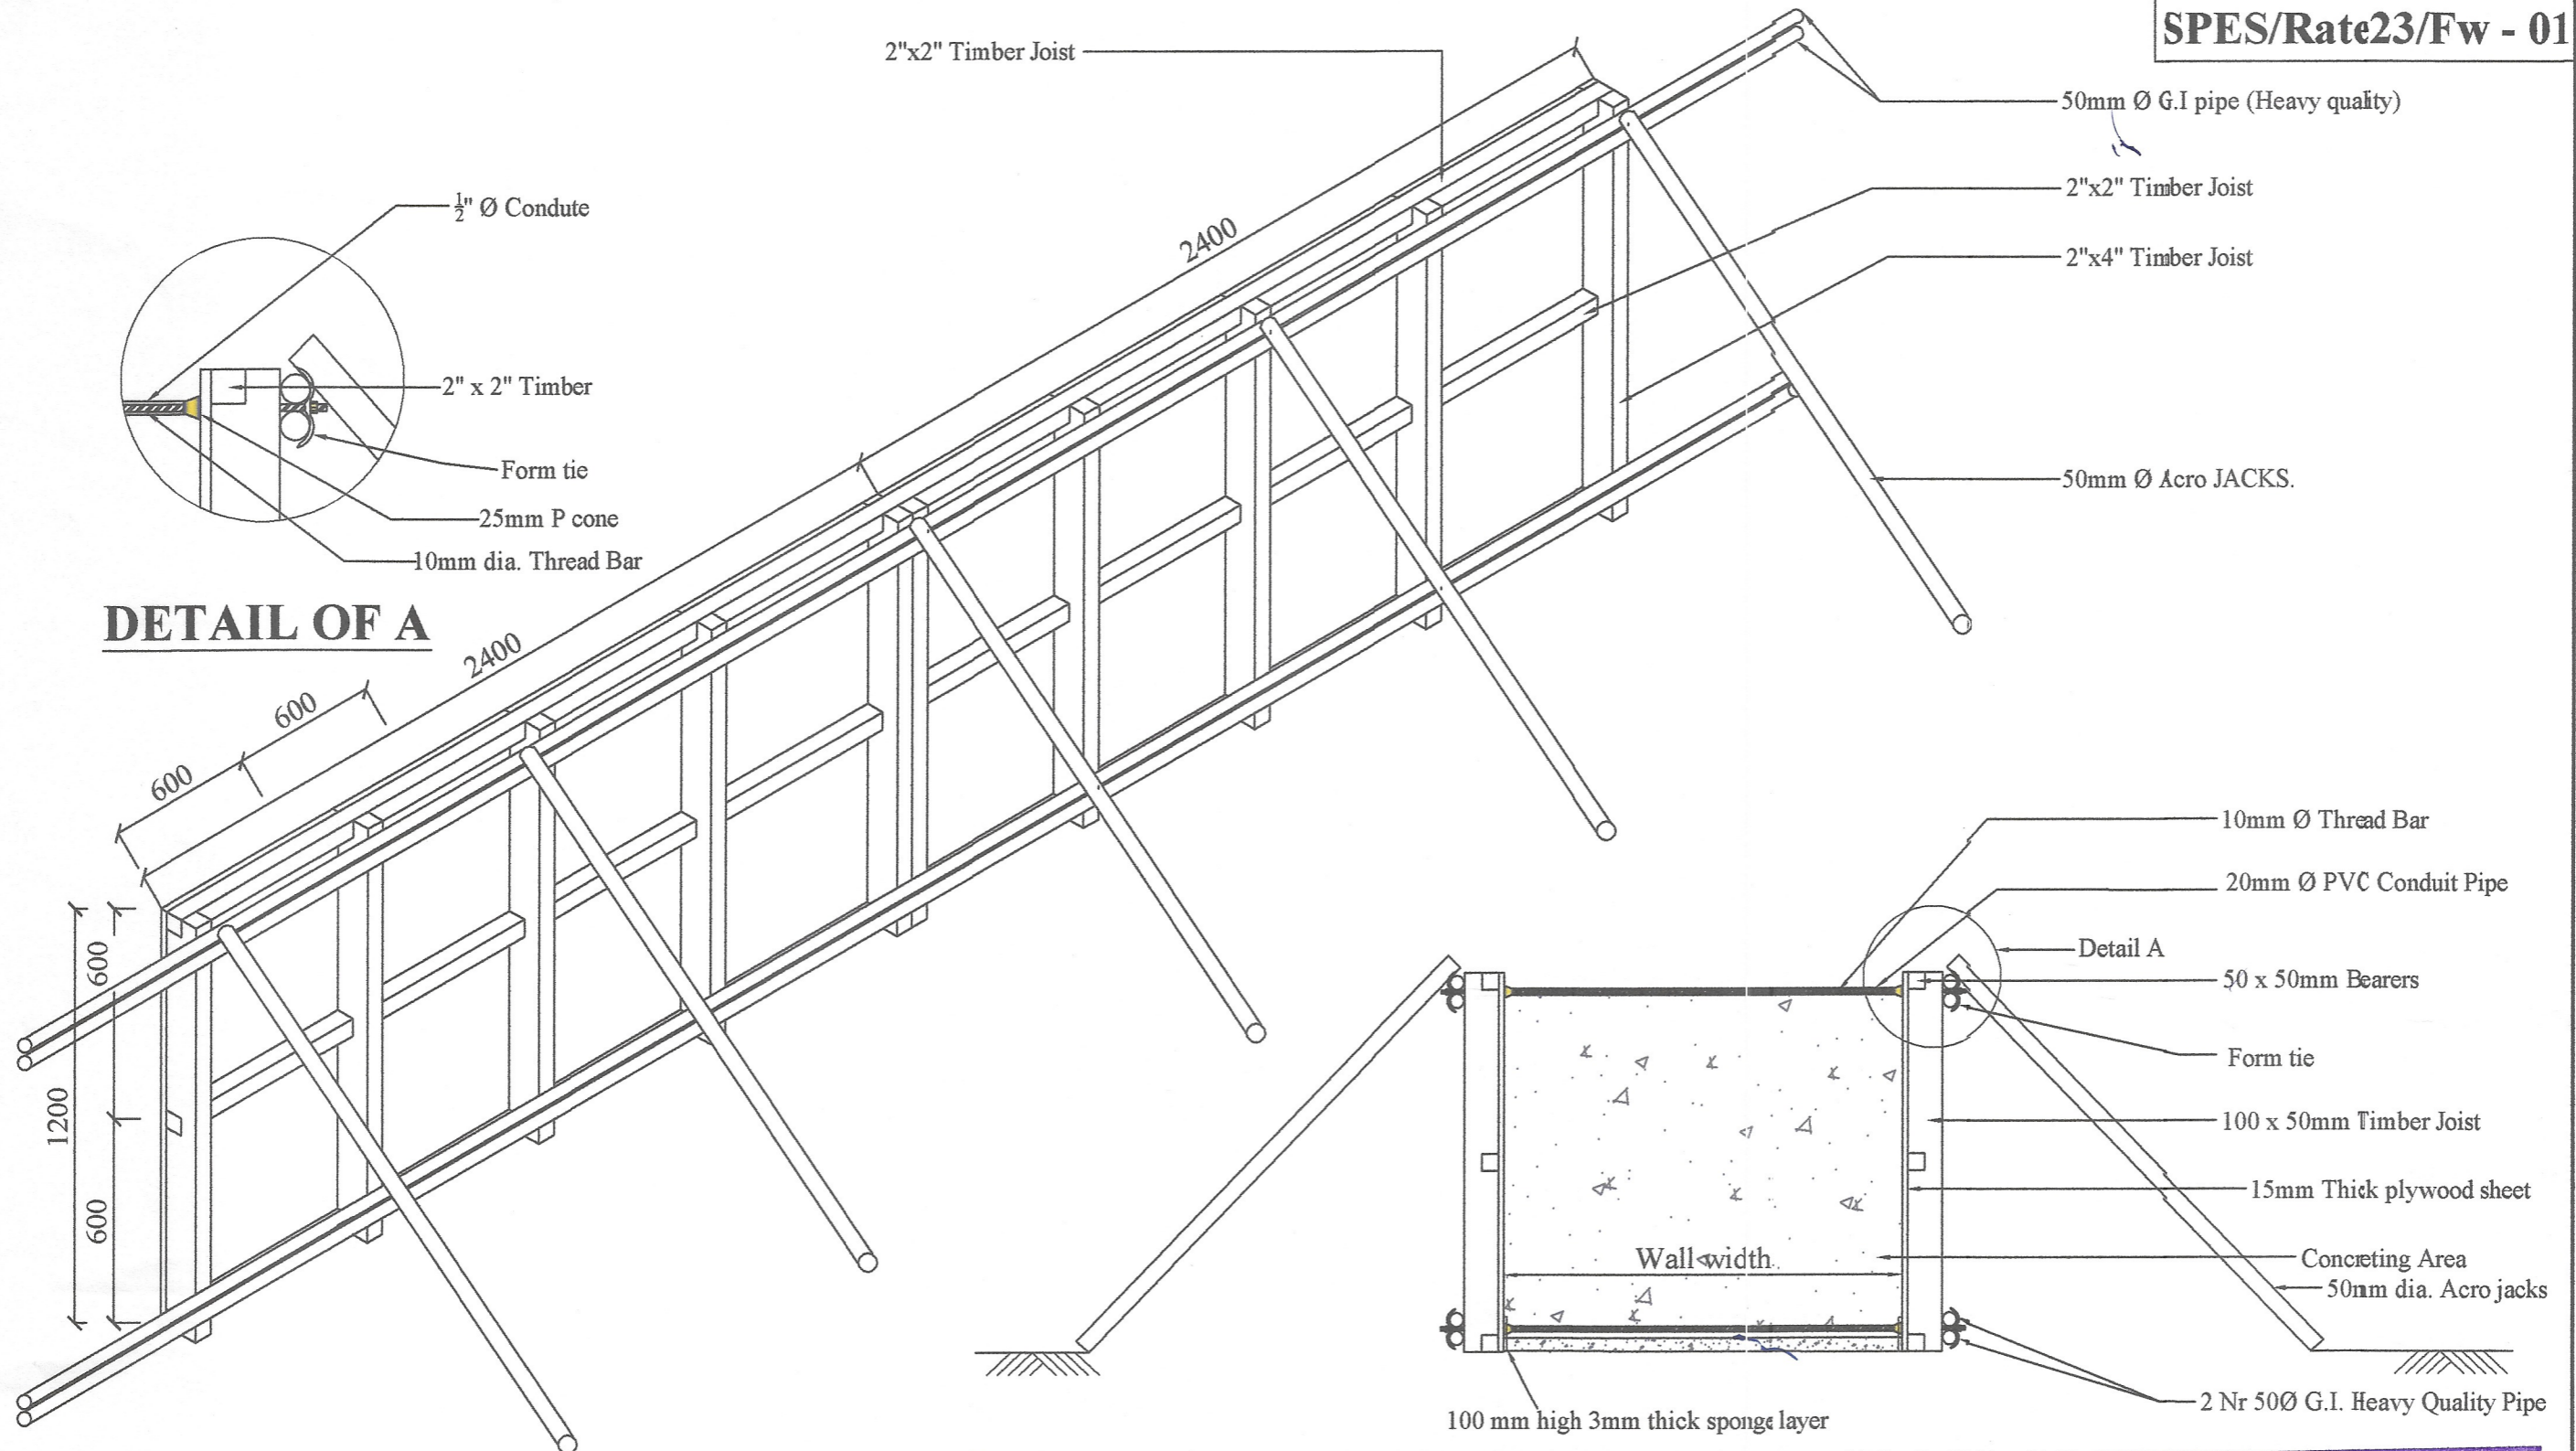 SPES/Rate23/Fw - 01
2"x2" Timber Joist
50mm Ø G.I pipe (Heavy quality)
2"x2" Timber Joist
2"x4" Timber Joist
50mm Ø Acro JACKS.
½" Ø Condute
2" x 2" Timber
Form tie
25mm P cone
10mm dia. Thread Bar
DETAIL OF A
2400
2400
600
600
600
1200
600
10mm Ø Thread Bar
20mm Ø PVC Conduit Pipe
Detail A
50 x 50mm Bearers
Form tie
100 x 50mm Timber Joist
15mm Thick plywood sheet
Wall width
Concreting Area
50mm dia. Acro jacks
2 Nr 50Ø G.I. Heavy Quality Pipe
100 mm high 3mm thick sponge layer